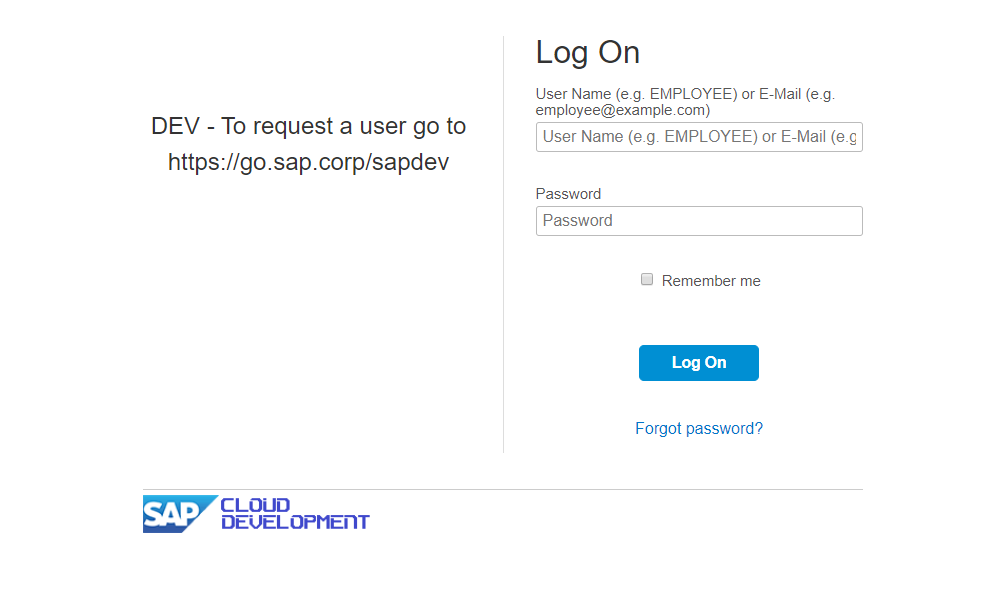 DEV - To request a user go to
https://go.sap.corp/sapdev
Log On
User Name (e.g. EMPLOYEE) or E-Mail (e.g.
employee@example.com)
User Name (e.g. EMPLOYEE) or E-Mail (e.g
Password
Password
Remember me
Log On
Forgot password?
SAP CLOUD
DEVELOPMENT